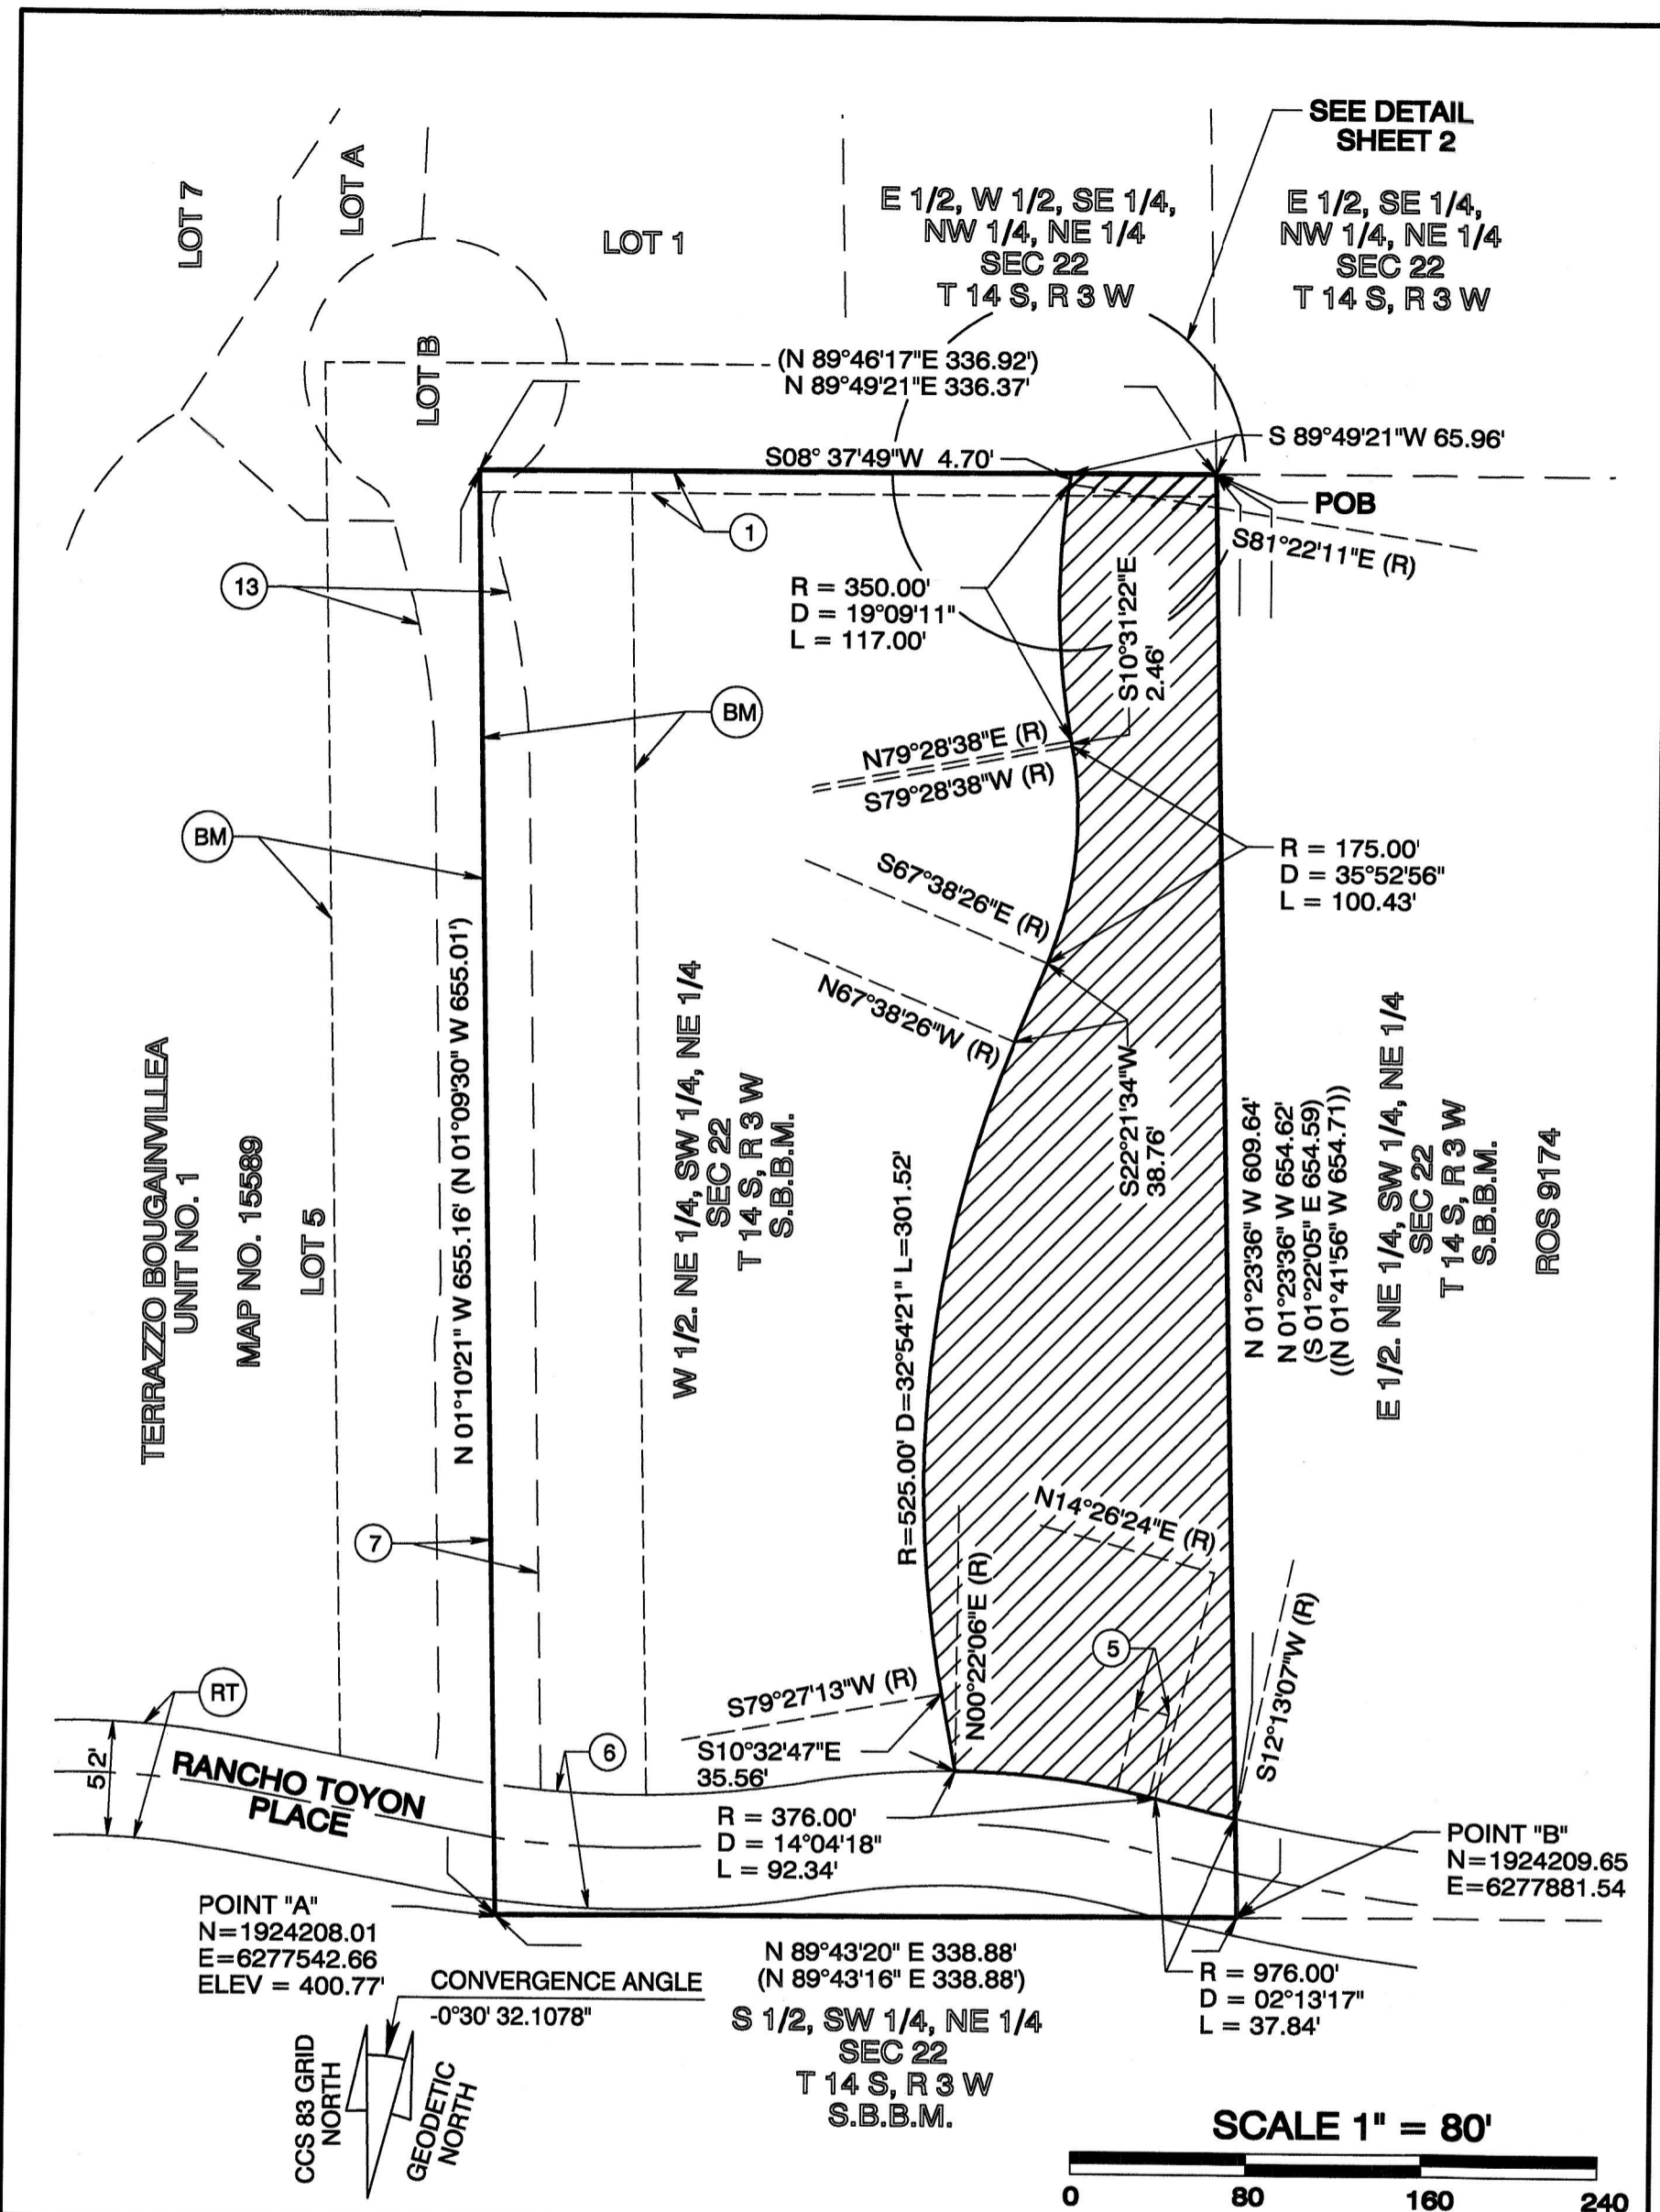 SEE DETAIL
SHEET 2
LOT 7
LOT A
LOT 1
E 1/2, W 1/2, SE 1/4,
NW 1/4, NE 1/4
SEC 22
T 14 S, R 3 W
E 1/2, SE 1/4,
NW 1/4, NE 1/4
SEC 22
T 14 S, R 3 W
LOT B
(N 89°46'17"E 336.92')
N 89°49'21"E 336.37'
S 89°49'21"W 65.96'
S08° 37'49"W 4.70'
POB
1
S81°22'11"E (R)
13
R = 350.00'
D = 19°09'11"
L = 117.00'
S10°31'22"E
2.46'
BM
N79°28'38"E (R)
S79°28'38"W (R)
BM
R = 175.00'
D = 35°52'56"
L = 100.43'
S67°38'26"E (R)
N67°38'26"W (R)
S22°21'34"W
38.76'
TERRAZZO BOUGAINVILLEA
UNIT NO. 1
MAP NO. 15589
LOT 5
N 01°10'21" W 655.16' (N 01°09'30" W 655.01')
W 1/2. NE 1/4, SW 1/4, NE 1/4
SEC 22
T 14 S, R 3 W
S.B.B.M.
R=525.00' D=32°54'21" L=301.52'
N 01°23'36" W 609.64'
N 01°23'36" W 654.62'
(S 01°22'05" E 654.59)
((N 01°41'56" W 654.71))
E 1/2. NE 1/4, SW 1/4, NE 1/4
SEC 22
T 14 S, R 3 W
S.B.B.M.
ROS 9174
7
N14°26'24"E (R)
N00°22'06"E (R)
5
S12°13'07"W (R)
RT
S79°27'13"W (R)
52'
RANCHO TOYON
PLACE
6
S10°32'47"E
35.56'
R = 376.00'
D = 14°04'18"
L = 92.34'
POINT "B"
N=1924209.65
E=6277881.54
POINT "A"
N=1924208.01
E=6277542.66
ELEV = 400.77'
N 89°43'20" E 338.88'
(N 89°43'16" E 338.88')
R = 976.00'
D = 02°13'17"
L = 37.84'
CONVERGENCE ANGLE
-0°30' 32.1078"
S 1/2, SW 1/4, NE 1/4
SEC 22
T 14 S, R 3 W
S.B.B.M.
CCS 83 GRID
NORTH
GEODETIC
NORTH
SCALE 1" = 80'
0 80 160 240